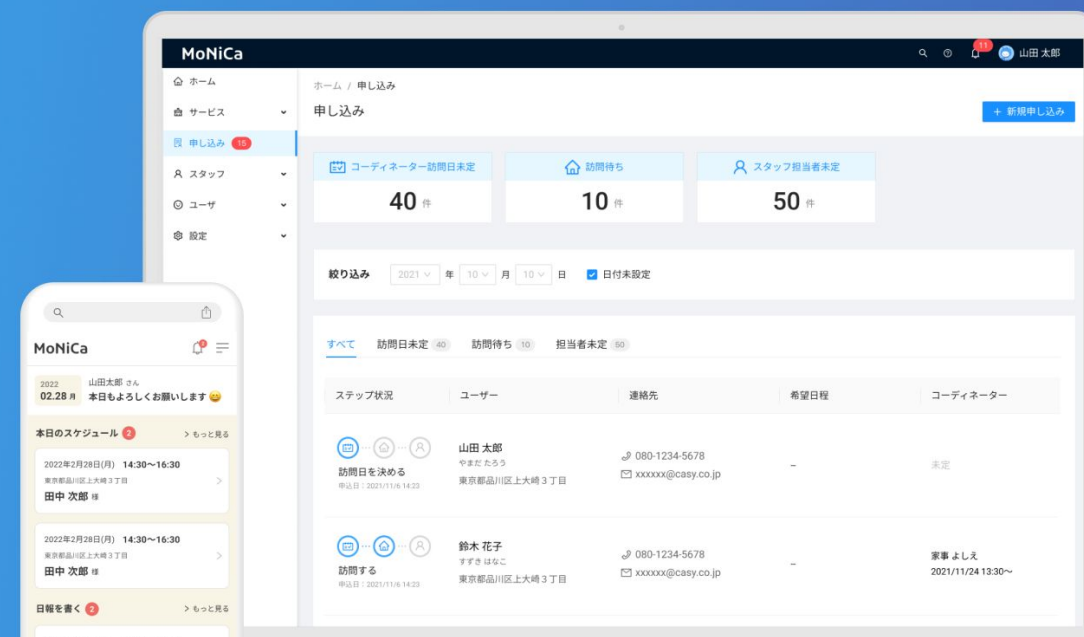 MoNiCa
11
山田 太郎
ホーム
サービス
申し込み 15
スタッフ
ユーザ
設定
ホーム / 申し込み
申し込み
+ 新規申し込み
コーディネーター訪問日未定
40 件
訪問待ち
10 件
スタッフ担当者未定
50 件
絞り込み 2021 年 10 月 10 日 日付未設定
すべて 訪問日未定 40 訪問待ち 10 担当者未定 50
ステップ状況 ユーザー 連絡先 希望日程 コーディネーター
訪問日を決める
申込日：2021/11/6 14:23
山田 太郎
やまだ たろう
東京都品川区上大崎３丁目
080-1234-5678
xxxxxx@casy.co.jp
–
未定
訪問する
申込日：2021/11/6 14:23
鈴木 花子
すずき はなこ
東京都品川区上大崎３丁目
080-1234-5678
xxxxxx@casy.co.jp
–
家事 よしえ
2021/11/24 13:30〜
MoNiCa
2022
02.28 月
山田太郎 さん
本日もよろしくお願いします
本日のスケジュール 2 > もっと見る
2022年2月28日(月) 14:30〜16:30
東京都品川区上大崎３丁目
田中 次郎 様
2022年2月28日(月) 14:30〜16:30
東京都品川区上大崎３丁目
田中 次郎 様
日報を書く 2 > もっと見る